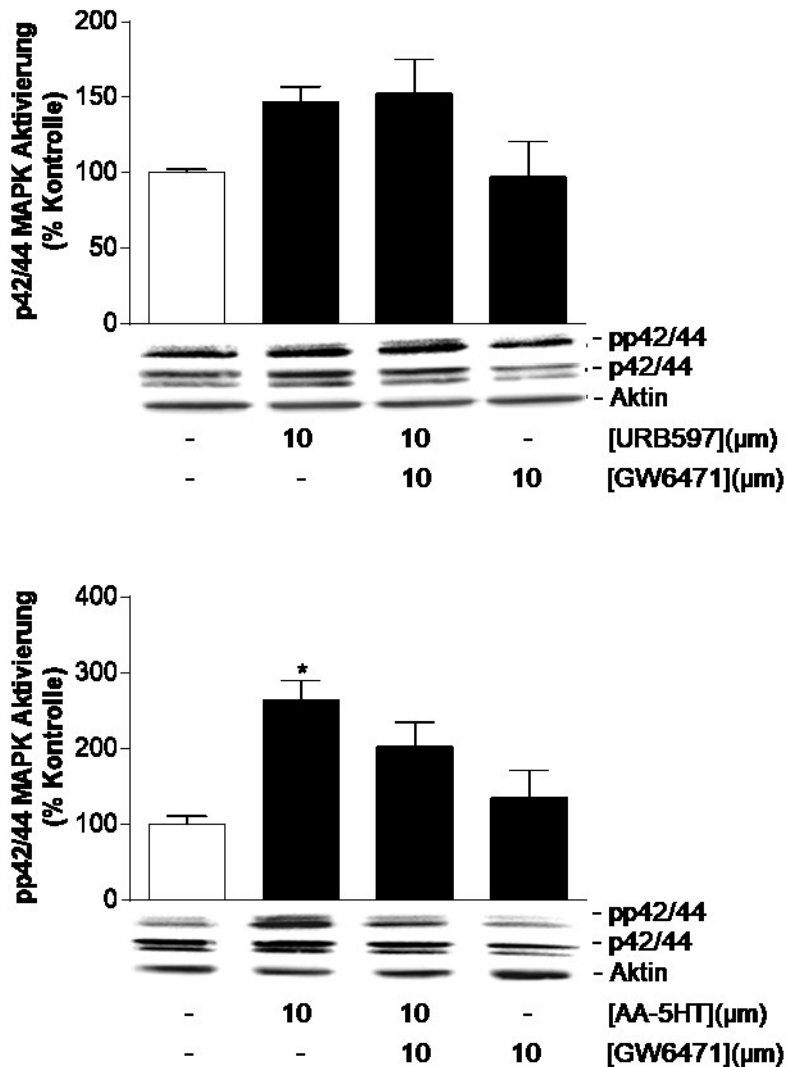 p42/44 MAPK Aktivierung
(% Kontrolle)
200
150
100
50
0
- pp42/44
- p42/44
- Aktin
- 10 10 - [URB597](µm)
- - 10 10 [GW6471](µm)
pp42/44 MAPK Aktivierung
(% Kontrolle)
400
300
200
100
0
*
- pp42/44
- p42/44
- Aktin
- 10 10 - [AA-5HT](µm)
- - 10 10 [GW6471](µm)